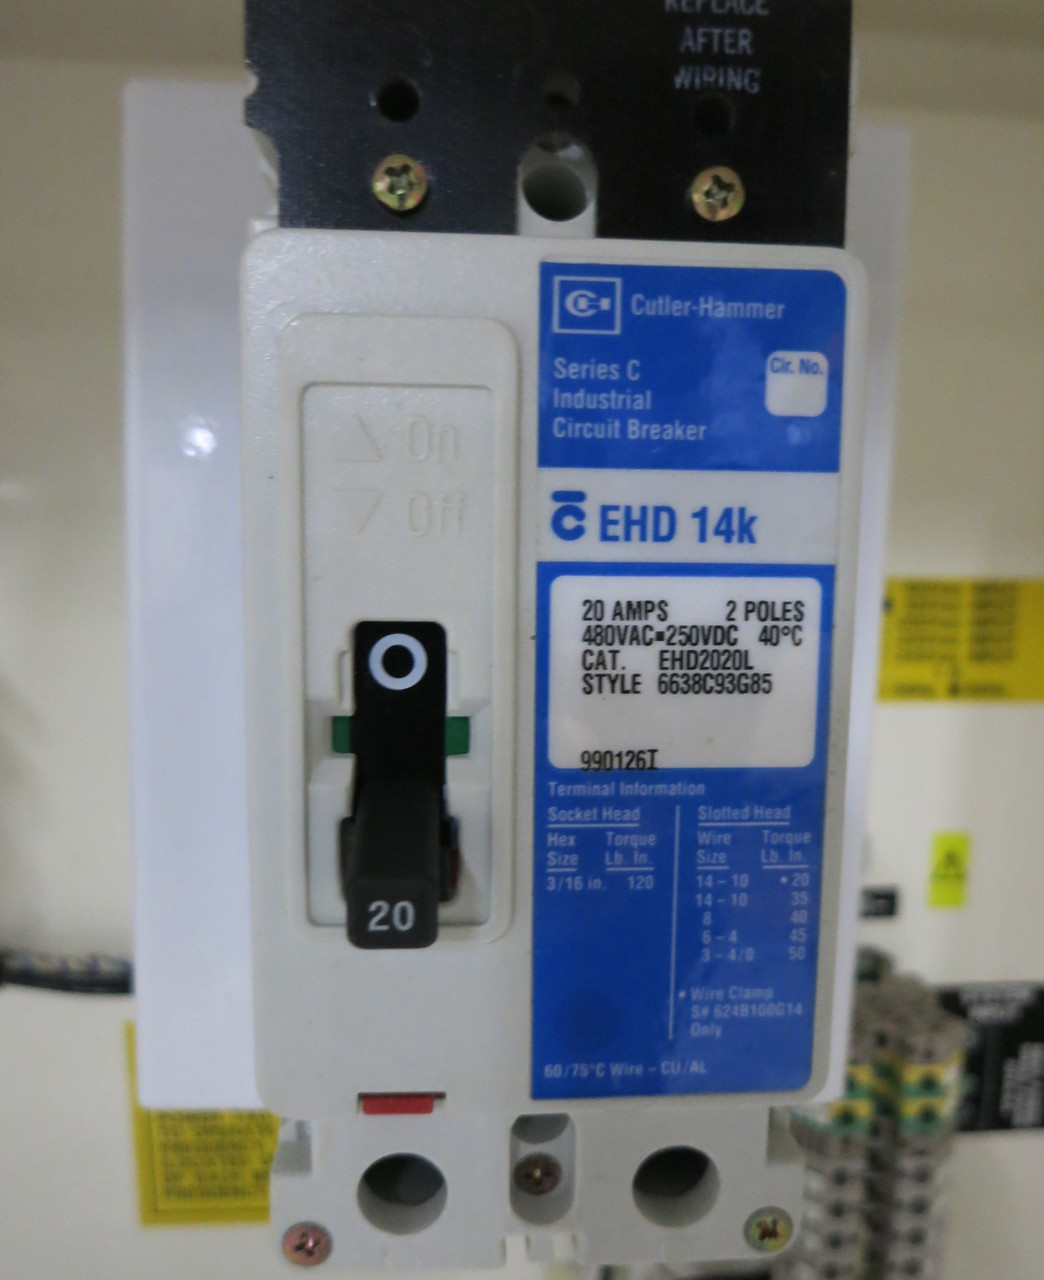 REPLACE
AFTER
WIRING
Cutler-Hammer
Series C
Industrial
Circuit Breaker
Cir. No.
On
Off
C EHD 14k
20 AMPS 2 POLES
480VAC▪250VDC 40°C
CAT. EHD2020L
STYLE 6638C93G85
990126I
Terminal Information
Socket Head
Hex Torque
Size Lb. In.
3/16 in. 120
Slotted Head
Wire Torque
Size Lb. In.
14 – 10 • 20
14 – 10 35
8 40
6 – 4 45
3 – 4/0 50
• Wire Clamp
S# 624B100G14
Only
60/75°C Wire – CU/AL
O
20